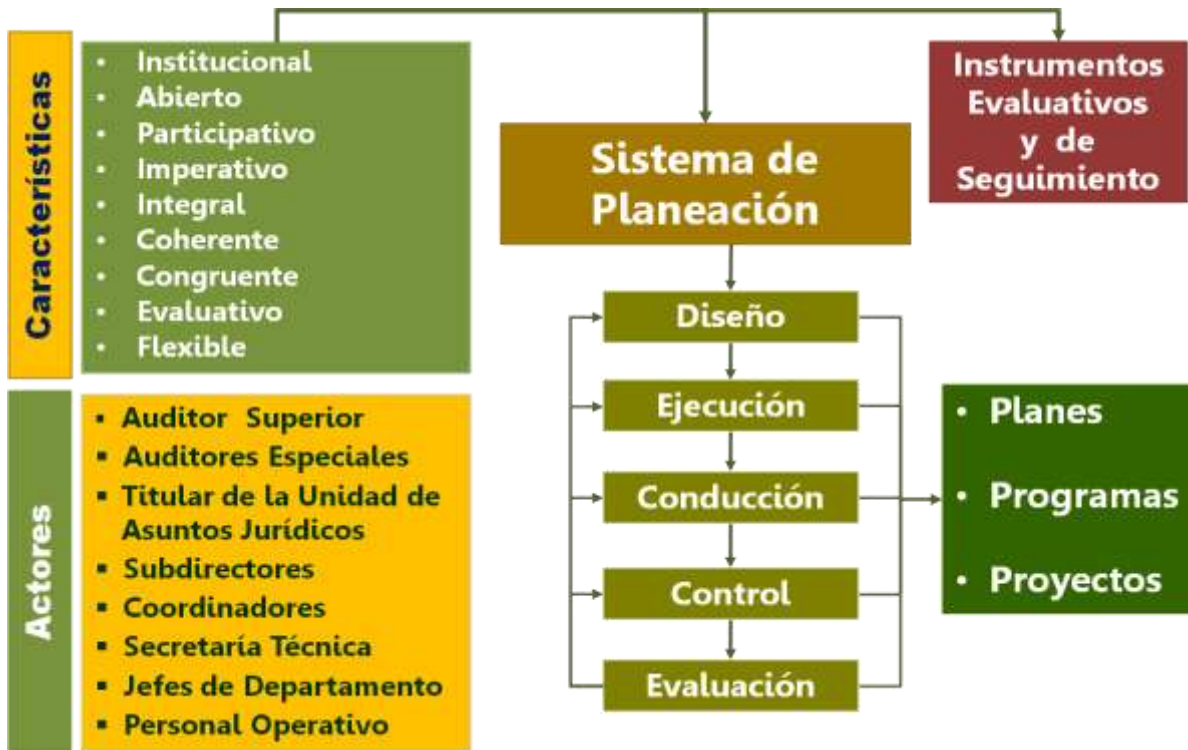 Características
• Institucional
• Abierto
• Participativo
• Imperativo
• Integral
• Coherente
• Congruente
• Evaluativo
• Flexible
Actores
▪ Auditor Superior
▪ Auditores Especiales
▪ Titular de la Unidad de
Asuntos Jurídicos
▪ Subdirectores
▪ Coordinadores
▪ Secretaría Técnica
▪ Jefes de Departamento
▪ Personal Operativo
Sistema de
Planeación
Diseño
Ejecución
Conducción
Control
Evaluación
Instrumentos
Evaluativos
y de
Seguimiento
• Planes
• Programas
• Proyectos